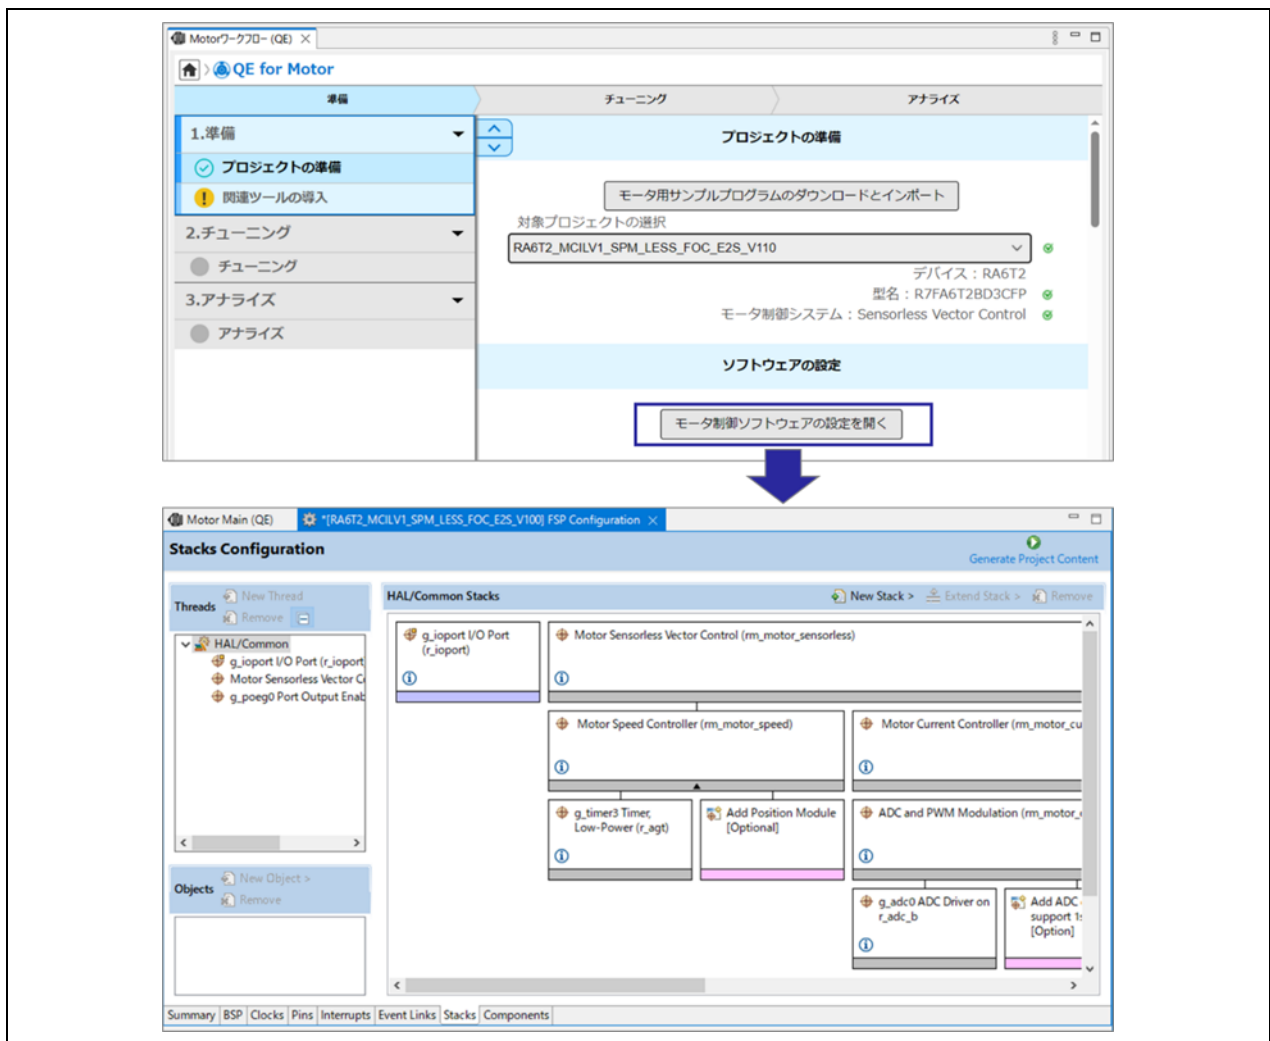 Motorワークフロー (QE)
QE for Motor
準備
チューニング
アナライズ
1.準備
プロジェクトの準備
関連ツールの導入
2.チューニング
チューニング
3.アナライズ
アナライズ
プロジェクトの準備
モータ用サンプルプログラムのダウンロードとインポート
対象プロジェクトの選択
RA6T2_MCILV1_SPM_LESS_FOC_E2S_V110
デバイス : RA6T2
型名 : R7FA6T2BD3CFP
モータ制御システム : Sensorless Vector Control
ソフトウェアの設定
モータ制御ソフトウェアの設定を開く
Motor Main (QE)
*[RA6T2_MCILV1_SPM_LESS_FOC_E2S_V100] FSP Configuration
Stacks Configuration
Generate Project Content
Threads
New Thread
Remove
HAL/Common
g_ioport I/O Port (r_ioport
Motor Sensorless Vector C
g_poeg0 Port Output Enab
Objects
New Object >
Remove
HAL/Common Stacks
New Stack >
Extend Stack >
Remove
g_ioport I/O Port
(r_ioport)
Motor Sensorless Vector Control (rm_motor_sensorless)
Motor Speed Controller (rm_motor_speed)
Motor Current Controller (rm_motor_cu
g_timer3 Timer,
Low-Power (r_agt)
Add Position Module
[Optional]
ADC and PWM Modulation (rm_motor_
g_adc0 ADC Driver on
r_adc_b
Add ADC
support 1
[Option]
Summary
BSP
Clocks
Pins
Interrupts
Event Links
Stacks
Components